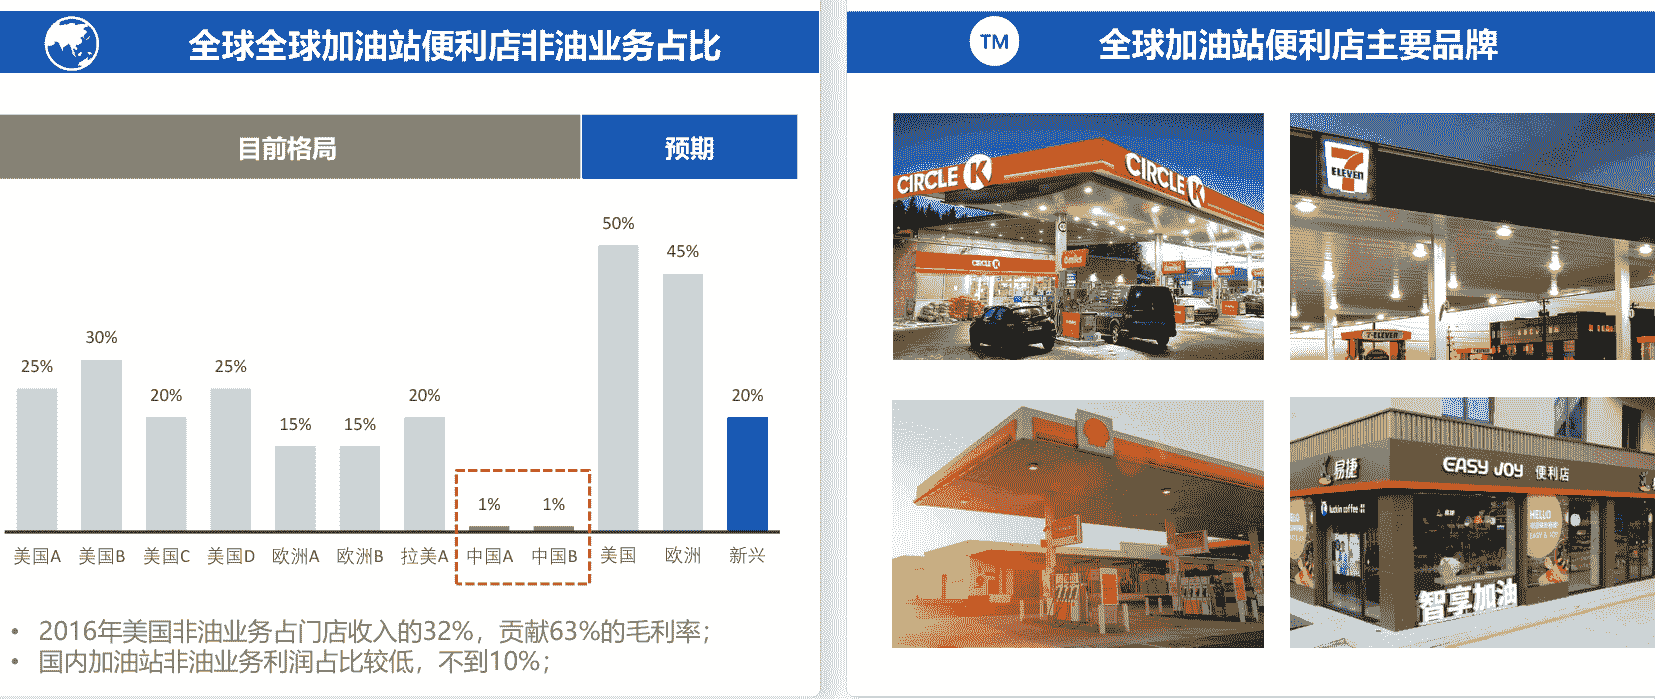 全球全球加油站便利店非油业务占比
目前格局
预期
50%
45%
30%
25%
25%
20%
20%
20%
15%
15%
1%
1%
美国A
美国B
美国C
美国D
欧洲A
欧洲B
拉美A
中国A
中国B
美国
欧洲
新兴
• 2016年美国非油业务占门店收入的32%，贡献63%的毛利率；
• 国内加油站非油业务利润占比较低，不到10%；
TM
全球加油站便利店主要品牌
CIRCLE K
CIRCLE K
CIRCLE K
7
ELEVEN
7-ELEVEN
易捷
EASY JOY 便利店
luckin coffee
HELLO
智享加油